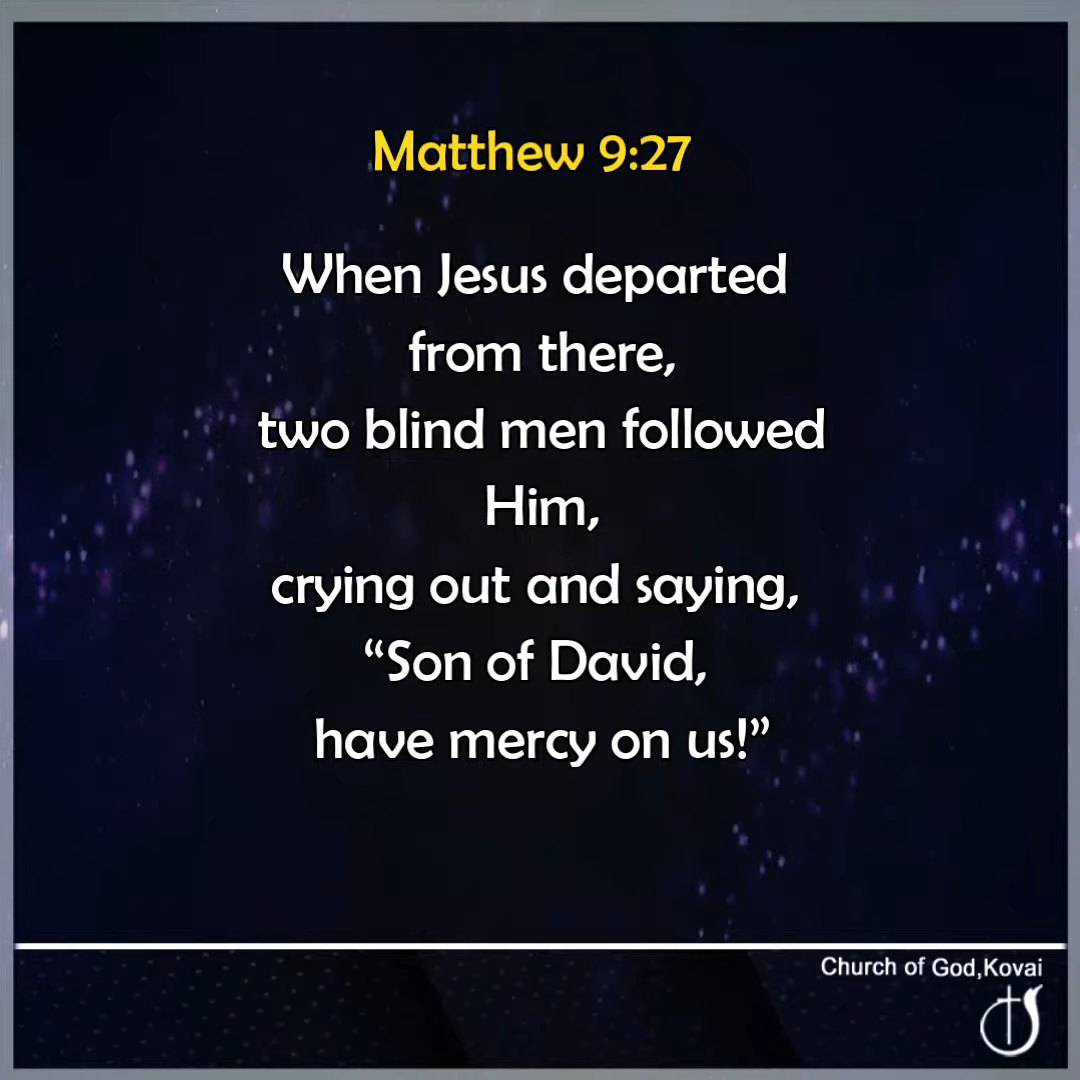 Matthew 9:27
When Jesus departed
from there,
two blind men followed
Him,
crying out and saying,
“Son of David,
have mercy on us!”
Church of God,Kovai